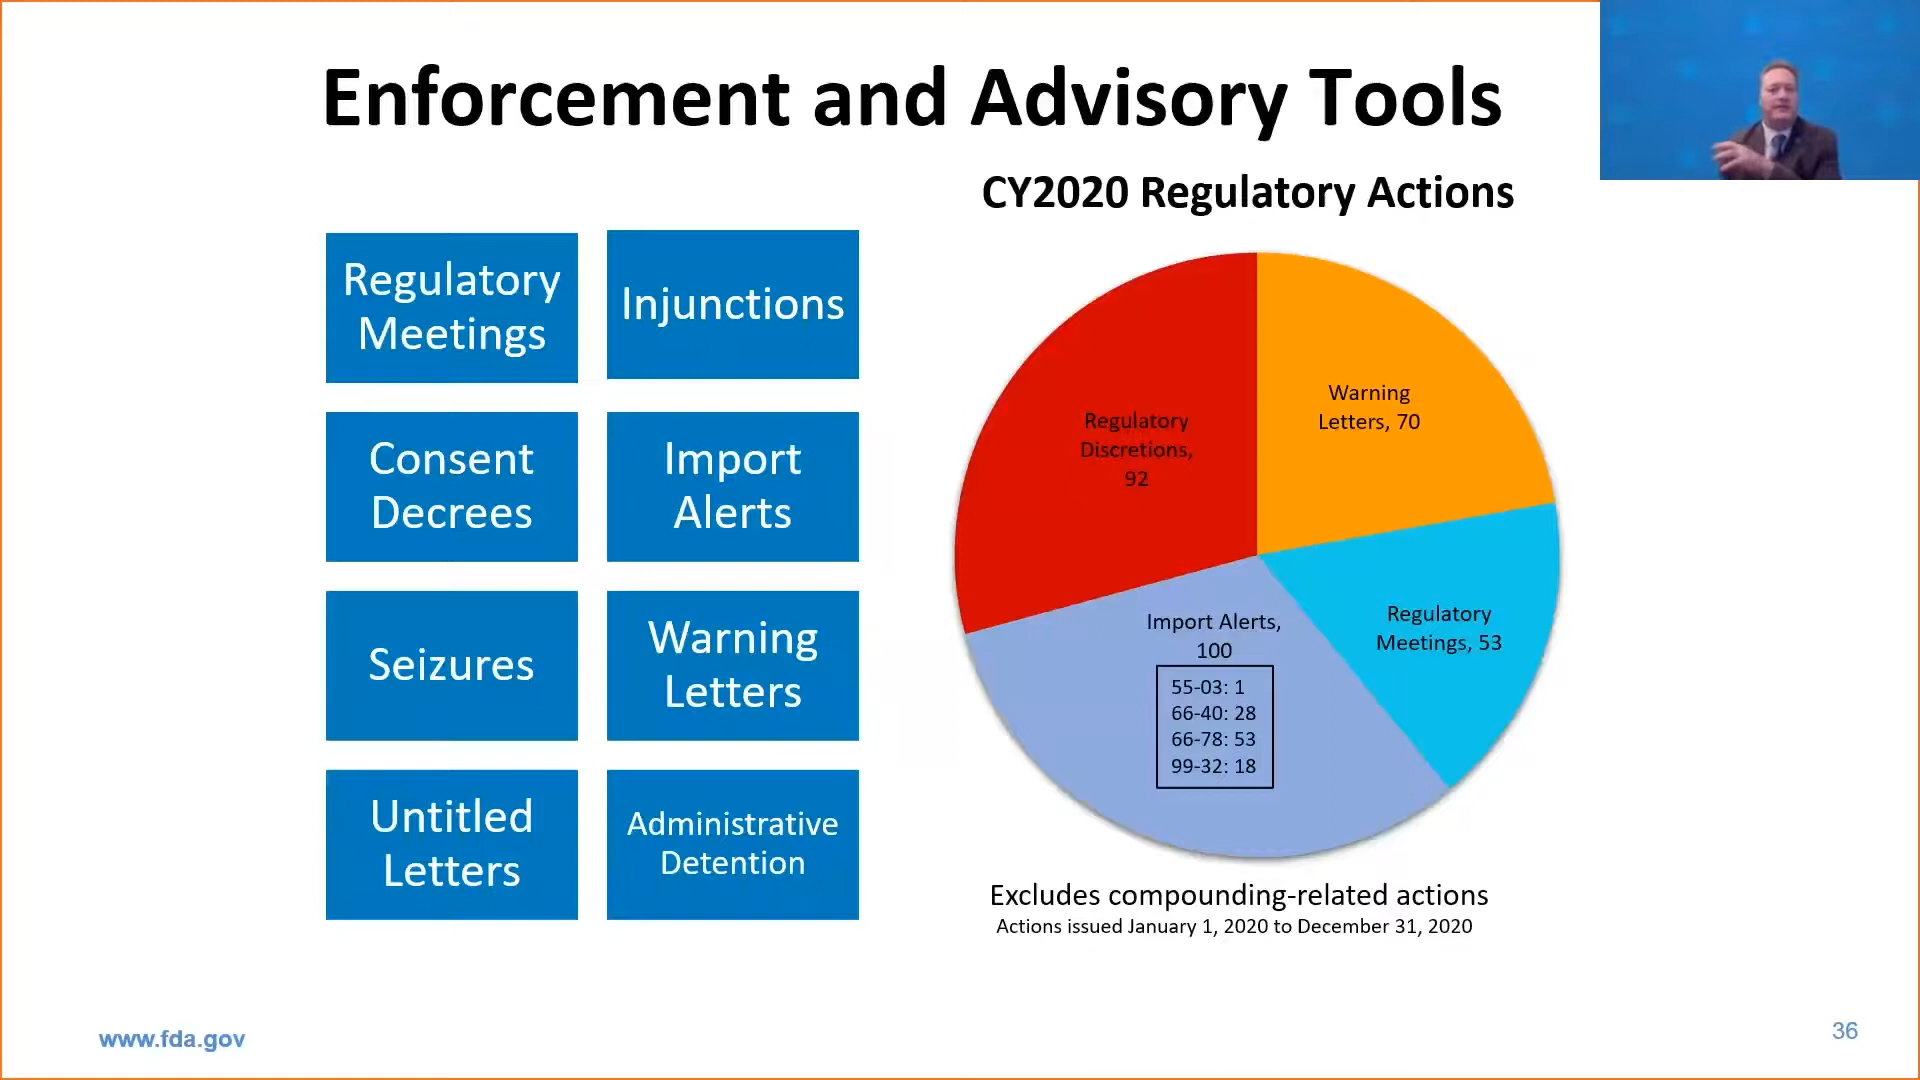 Enforcement and Advisory Tools
CY2020 Regulatory Actions
Regulatory
Meetings
Injunctions
Consent
Decrees
Import
Alerts
Seizures
Warning
Letters
Untitled
Letters
Administrative
Detention
Warning
Letters, 70
Regulatory
Discretions,
92
Regulatory
Meetings, 53
Import Alerts,
100
55-03: 1
66-40: 28
66-78: 53
99-32: 18
Excludes compounding-related actions
Actions issued January 1, 2020 to December 31, 2020
www.fda.gov
36